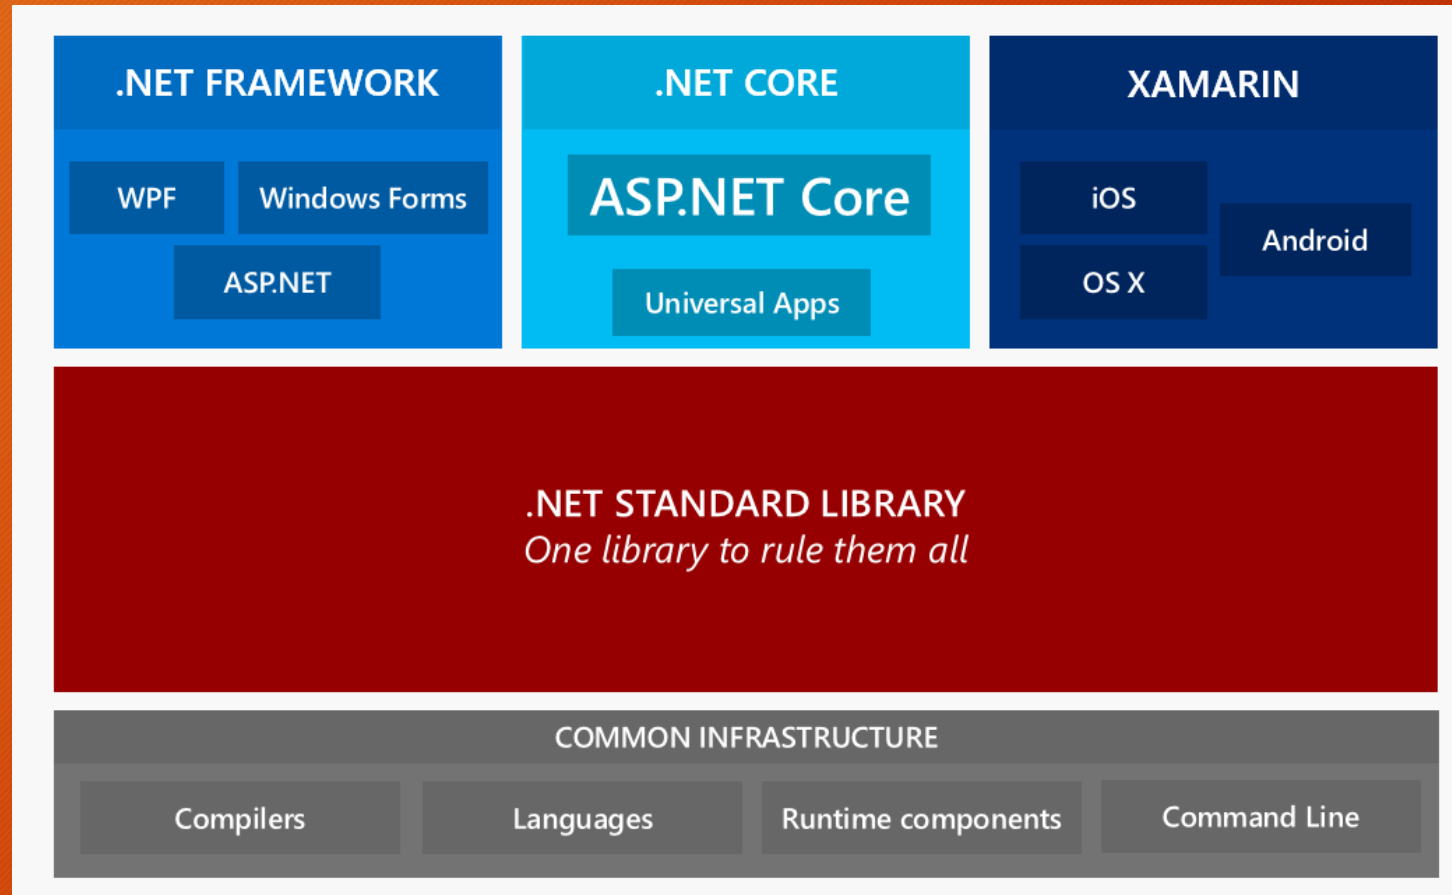 .NET FRAMEWORK
WPF
Windows Forms
ASP.NET
.NET CORE
ASP.NET Core
Universal Apps
XAMARIN
iOS
Android
OS X
.NET STANDARD LIBRARY
One library to rule them all
COMMON INFRASTRUCTURE
Compilers
Languages
Runtime components
Command Line